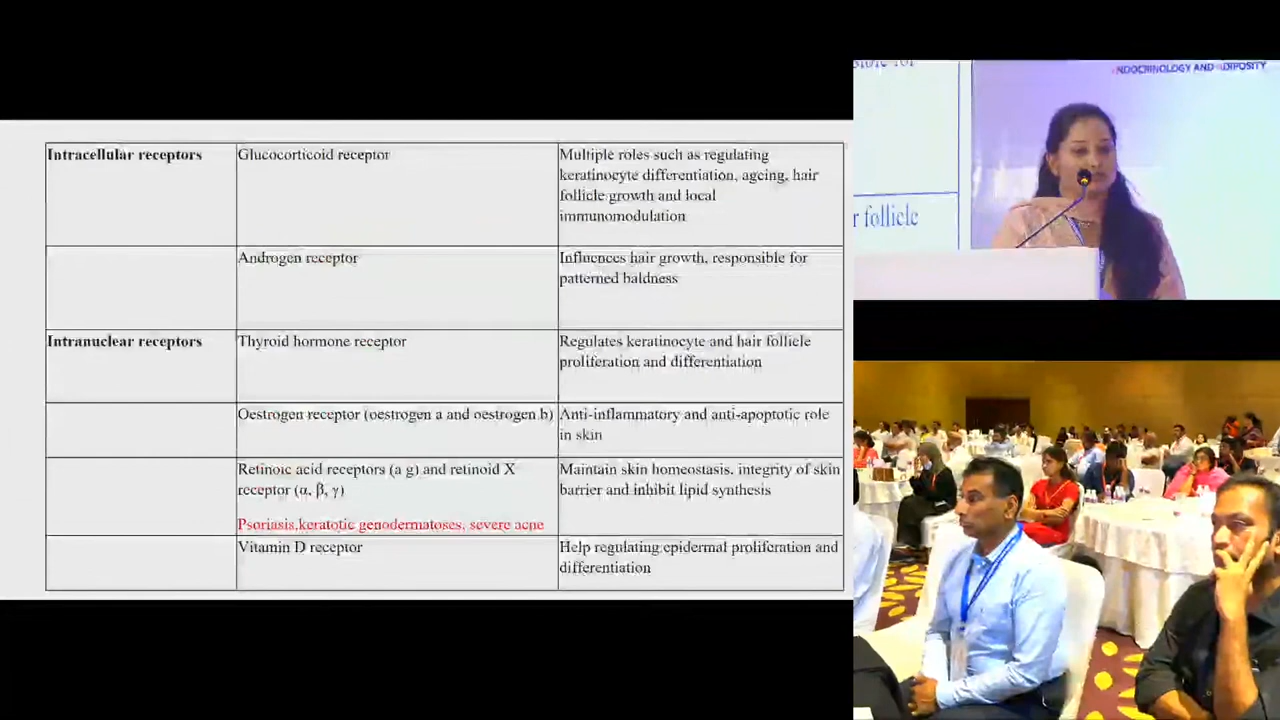 Intracellular receptors
Glucocorticoid receptor
Multiple roles such as regulating
keratinocyte differentiation, ageing, hair
follicle growth and local
immunomodulation
Androgen receptor
Influences hair growth, responsible for
patterned baldness
Intranuclear receptors
Thyroid hormone receptor
Regulates keratinocyte and hair follicle
proliferation and differentiation
Oestrogen receptor (oestrogen a and oestrogen b)
Anti-inflammatory and anti-apoptotic role
in skin
Retinoic acid receptors (a g) and retinoid X
receptor (α, β, γ)
Psoriasis,keratotic genodermatoses, severe acne
Maintain skin homeostasis, integrity of skin
barrier and inhibit lipid synthesis
Vitamin D receptor
Help regulating epidermal proliferation and
differentiation
NDOCRINOLOGY AND ADIPOSITY
r follicle